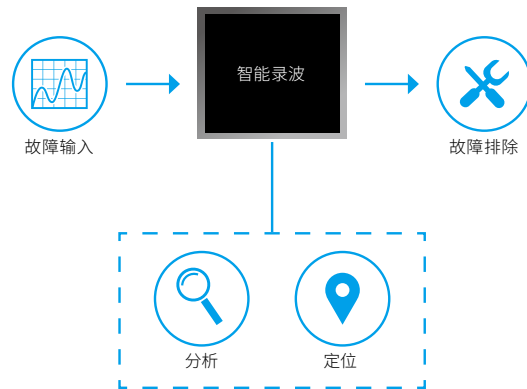 智能录波
故障输入
故障排除
分析
定位